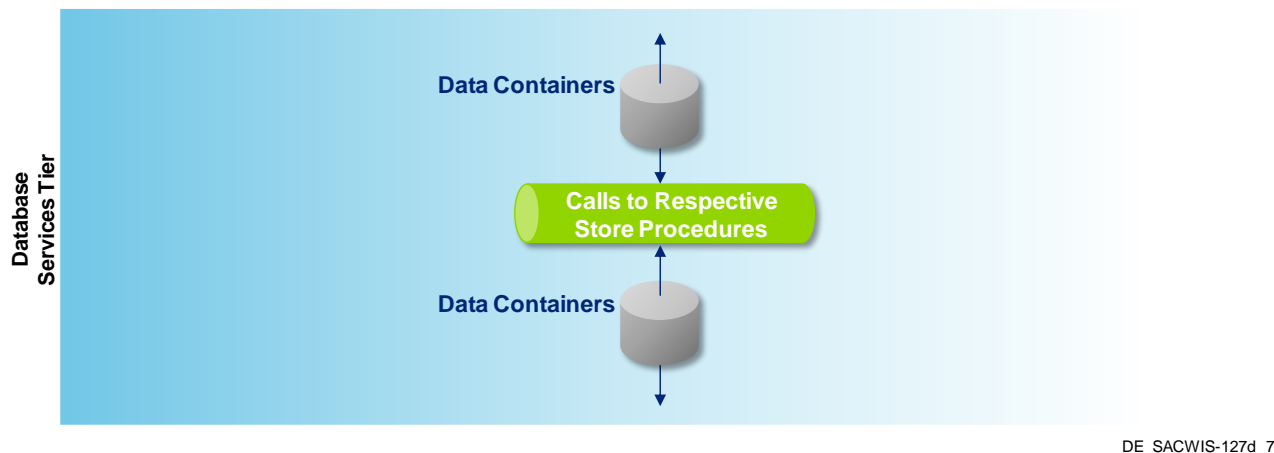 Database
Services Tier
Data Containers
Calls to Respective
Store Procedures
Data Containers
DE SACWIS-127d 7